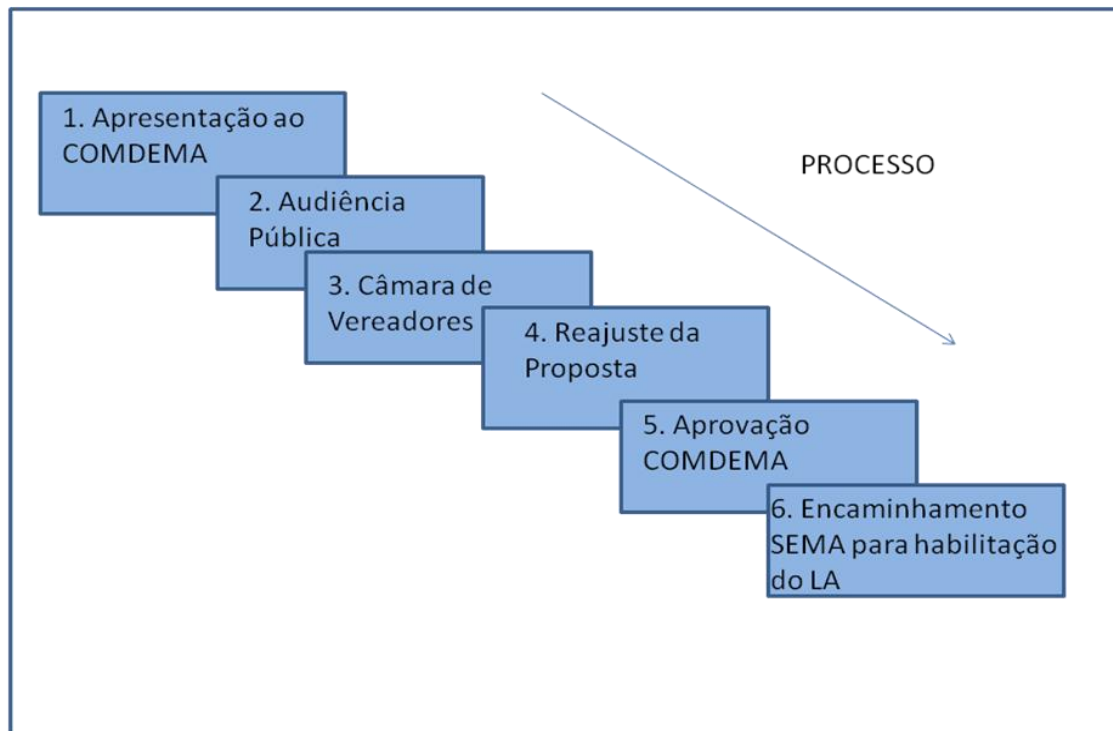 1. Apresentação ao
COMDEMA
PROCESSO
2. Audiência
Pública
3. Câmara de
Vereadores
4. Reajuste da
Proposta
5. Aprovação
COMDEMA
6. Encaminhamento
SEMA para habilitação
do LA